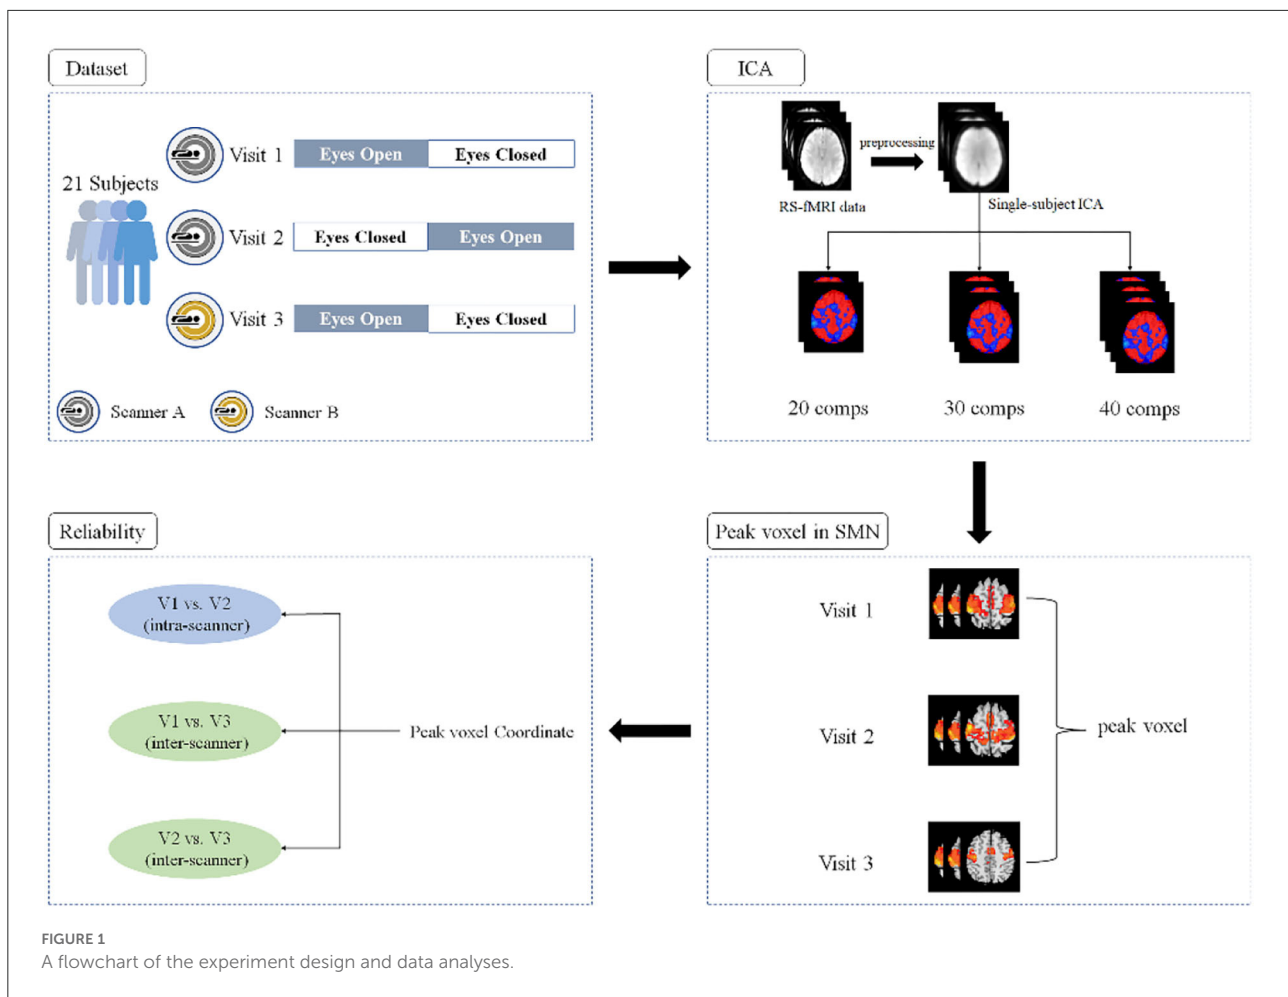 Dataset
21 Subjects
Visit 1
Eyes Open
Eyes Closed
Visit 2
Eyes Closed
Eyes Open
Visit 3
Eyes Open
Eyes Closed
Scanner A
Scanner B
ICA
preprocessing
RS-fMRI data
Single-subject ICA
20 comps
30 comps
40 comps
Peak voxel in SMN
Visit 1
Visit 2
Visit 3
peak voxel
Reliability
V1 vs. V2
(intra-scanner)
V1 vs. V3
(inter-scanner)
V2 vs. V3
(inter-scanner)
Peak voxel Coordinate
FIGURE 1
A flowchart of the experiment design and data analyses.